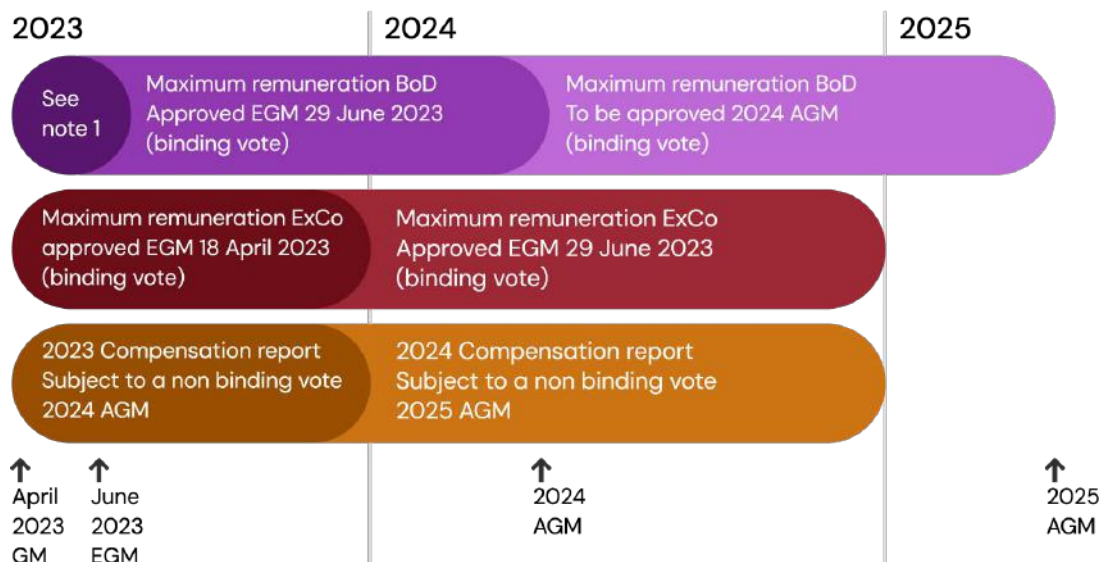 2023
2024
2025
See
note 1
Maximum remuneration BoD
Approved EGM 29 June 2023
(binding vote)
Maximum remuneration BoD
To be approved 2024 AGM
(binding vote)
Maximum remuneration ExCo
approved EGM 18 April 2023
(binding vote)
Maximum remuneration ExCo
Approved EGM 29 June 2023
(binding vote)
2023 Compensation report
Subject to a non binding vote
2024 AGM
2024 Compensation report
Subject to a non binding vote
2025 AGM
April
2023
GM
June
2023
EGM
2024
AGM
2025
AGM